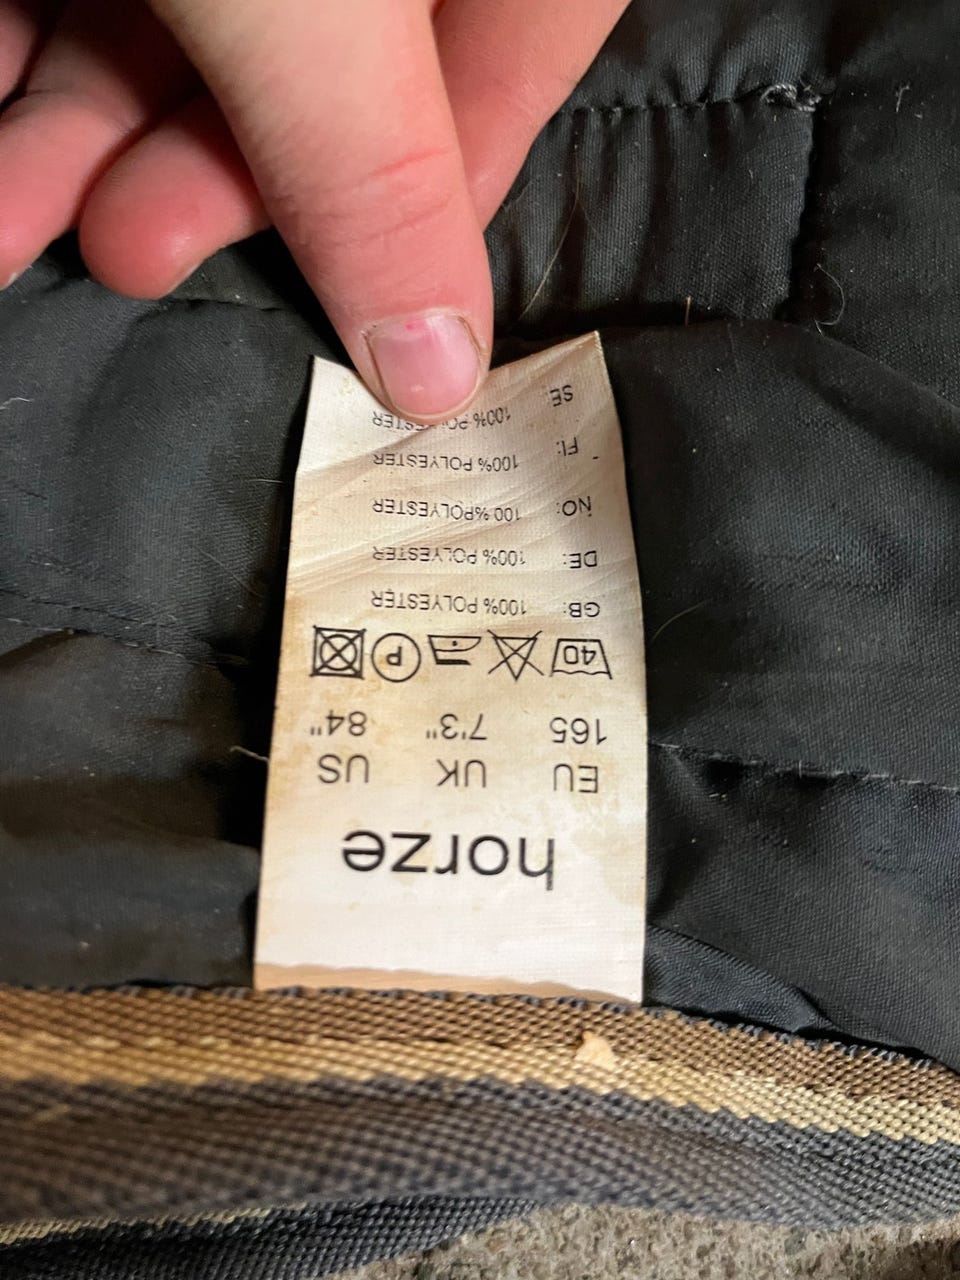 horze
EU UK US
165 7'3" 84"
40 P
GB: 100% POLYESTER
DE: 100% POLYESTER
NO: 100%POLYESTER
FI: 100% POLYESTER
SE: 100% POLYESTER